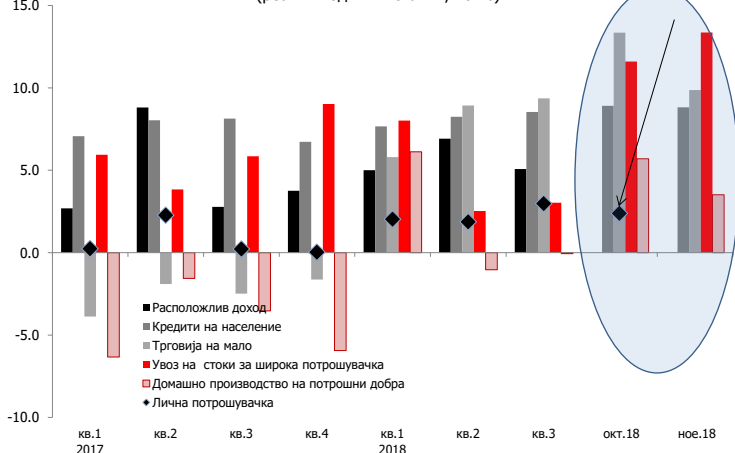 15.0
10.0
5.0
0.0
-5.0
-10.0
Расположлив доход
Кредити на население
Трговија на мало
Увоз на стоки за широка потрошувачка
Домашно производство на потрошни добра
Лична потрошувачка
кв.1 кв.2 кв.3 кв.4 кв.1 кв.2 кв.3 окт.18 ное.18
2017 2018